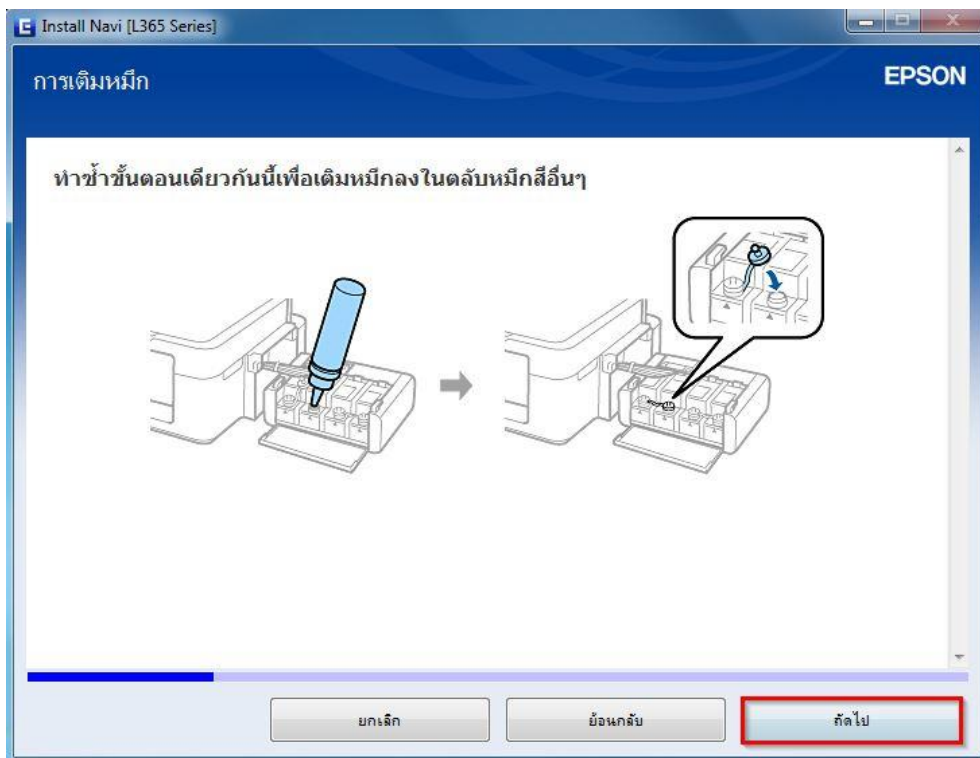 Install Navi [L365 Series]
การเติมหมึก
EPSON
ทำซ้ำขั้นตอนเดียวกันนี้เพื่อเติมหมึกลงในตลับหมึกสีอื่นๆ
ยกเลิก
ย้อนกลับ
ถัดไป